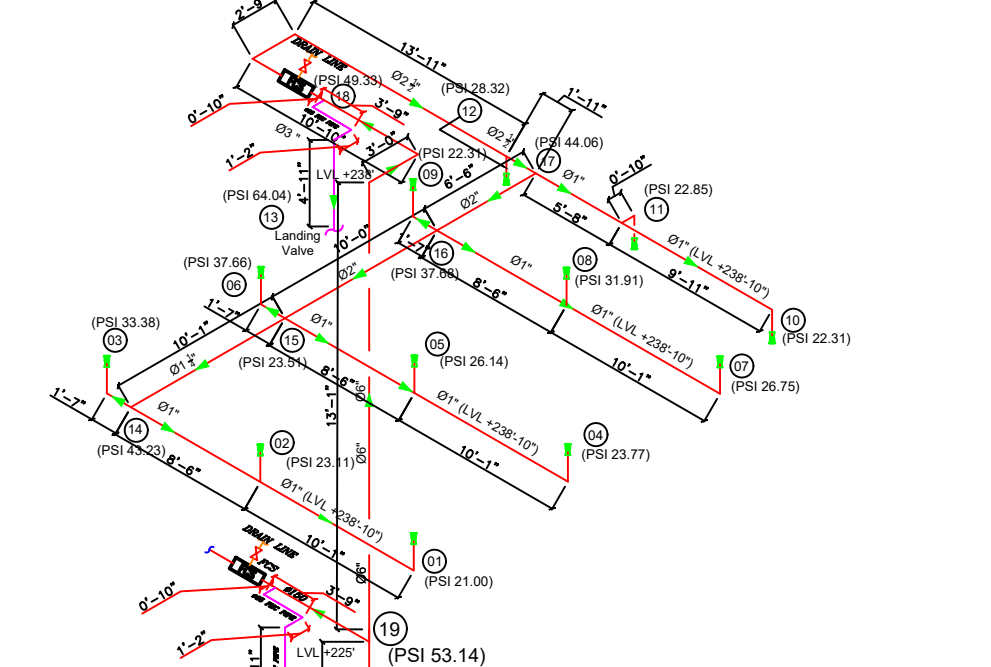 2'-9"
13'-11"
DRAIN LINE
(PSI 49.33)
18
Ø2 1/2"
(PSI 28.32)
12
1'-11"
0'-10"
3'-9"
Ø2 1/2"
(PSI 44.06)
17
Ø3 "
10'-10"
3'-0"
(PSI 22.31)
09
6'-6"
Ø1"
0'-10"
(PSI 22.85)
11
1'-2"
LVL +238'
4'-11"
(PSI 64.04)
13
Landing
Valve
Ø2"
5'-8"
10'-0"
1'-7"
16
(PSI 37.68)
Ø1"
08
(PSI 31.91)
Ø1" (LVL +238'-10")
9'-11"
10
(PSI 22.31)
(PSI 37.66)
06
Ø2"
8'-6"
Ø1" (LVL +238'-10")
1'-7"
(PSI 33.38)
03
10'-1"
Ø1"
15
(PSI 23.51)
05
(PSI 26.14)
10'-1"
07
(PSI 26.75)
Ø1 1/4"
8'-6"
Ø6"
13'-1"
1'-7"
Ø1"
14
(PSI 43.23)
Ø1" (LVL +238'-10")
04
(PSI 23.77)
02
(PSI 23.11)
Ø6"
8'-6"
10'-1"
Ø1" (LVL +238'-10")
10'-1"
01
(PSI 21.00)
DRAIN LINE
FCS
Ø6"
Ø150
3'-9"
0'-10"
19
(PSI 53.14)
1'-2"
LVL +225'